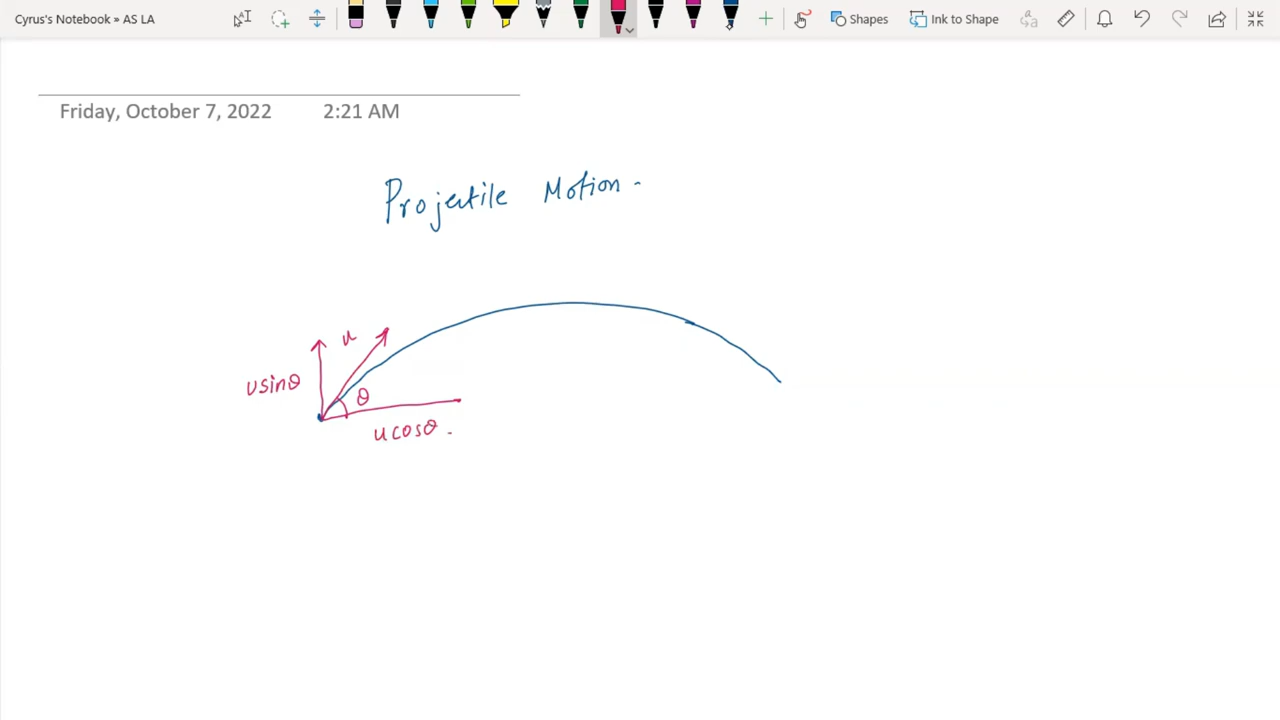 Cyrus's Notebook » AS LA
Shapes
Ink to Shape
Friday, October 7, 2022 2:21 AM
Projectile Motion -
u
usinθ
θ
ucosθ .